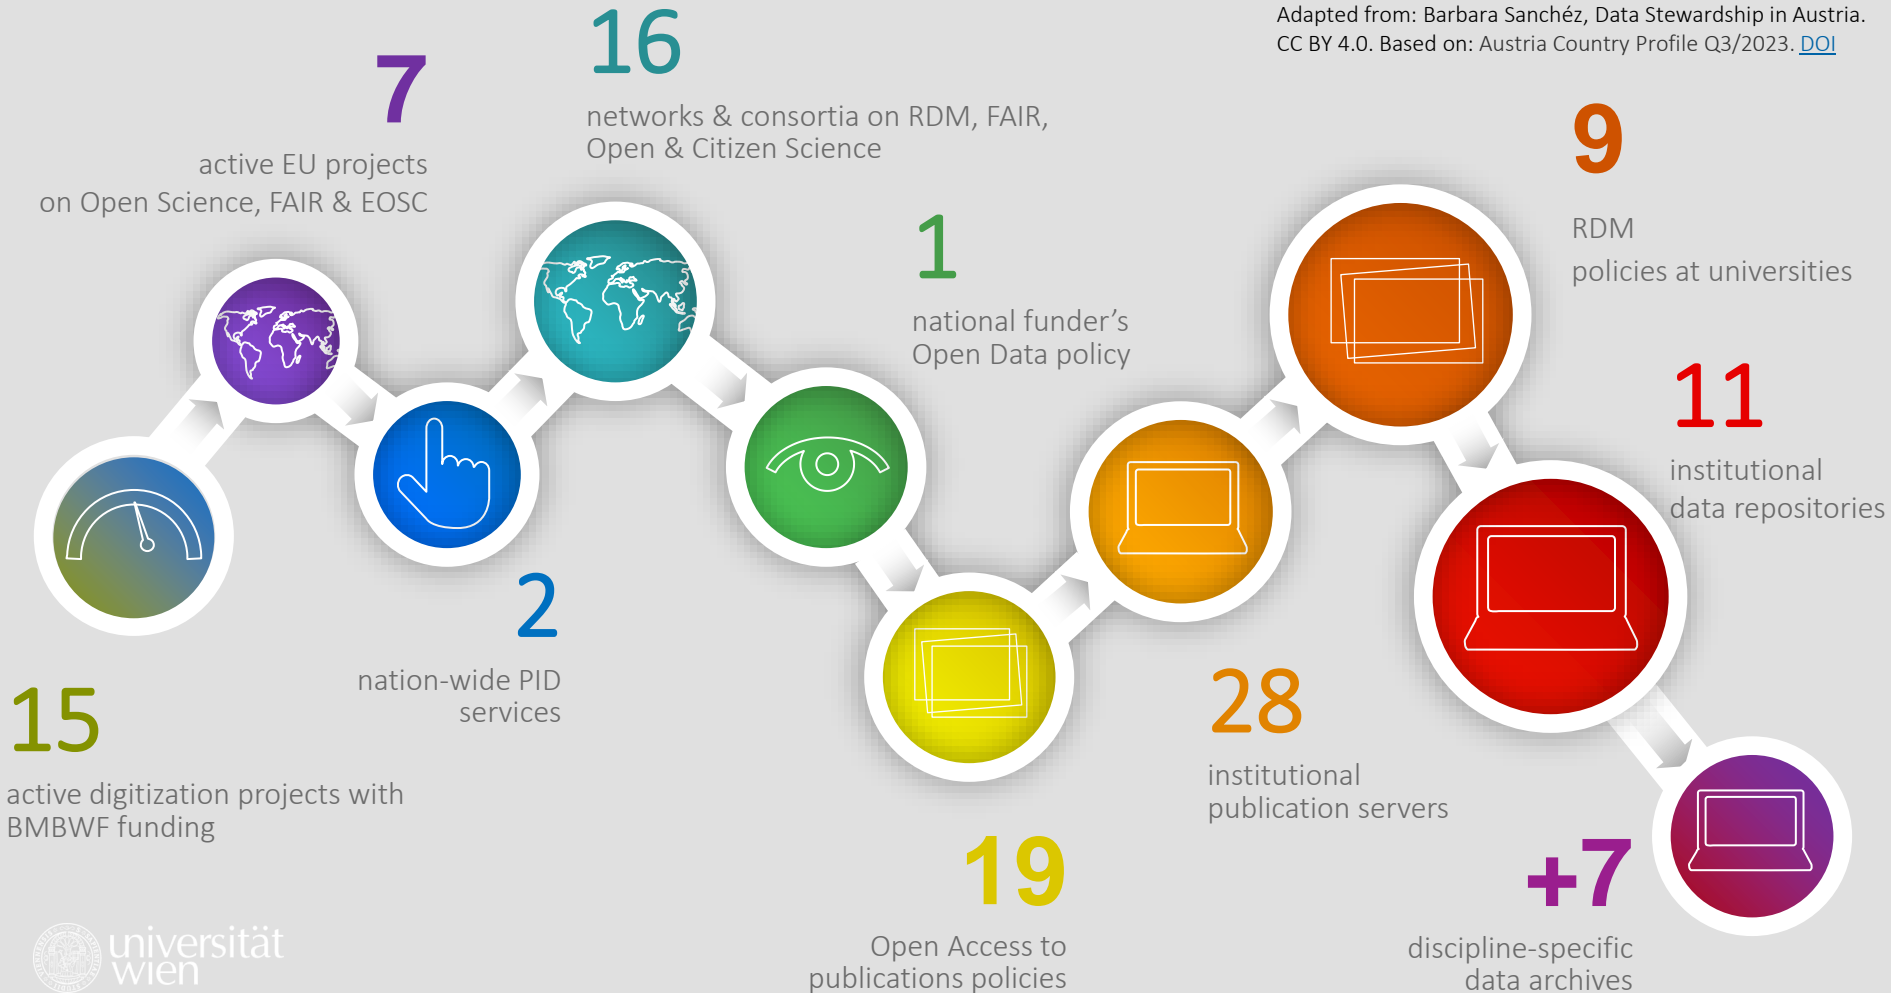 Adapted from: Barbara Sanchéz, Data Stewardship in Austria.
CC BY 4.0. Based on: Austria Country Profile Q3/2023. DOI
15
active digitization projects with
BMBWF funding
7
active EU projects
on Open Science, FAIR & EOSC
2
nation-wide PID
services
16
networks & consortia on RDM, FAIR,
Open & Citizen Science
1
national funder’s
Open Data policy
19
Open Access to
publications policies
28
institutional
publication servers
9
RDM
policies at universities
11
institutional
data repositories
+7
discipline-specific
data archives
universität
wien